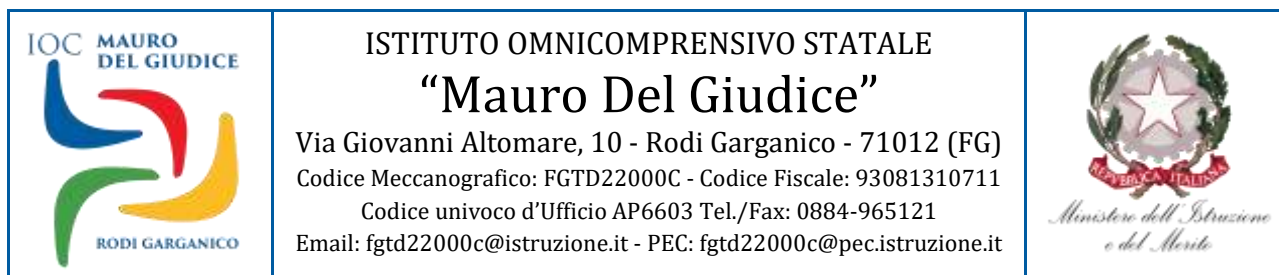 IOC MAURO
DEL GIUDICE
RODI GARGANICO
ISTITUTO OMNICOMPRENSIVO STATALE
“Mauro Del Giudice”
Via Giovanni Altomare, 10 - Rodi Garganico - 71012 (FG)
Codice Meccanografico: FGTD22000C - Codice Fiscale: 93081310711
Codice univoco d’Ufficio AP6603 Tel./Fax: 0884-965121
Email: fgtd22000c@istruzione.it - PEC: fgtd22000c@pec.istruzione.it
REPUBBLICA ITALIANA
Ministero dell'Istruzione
e del Merito